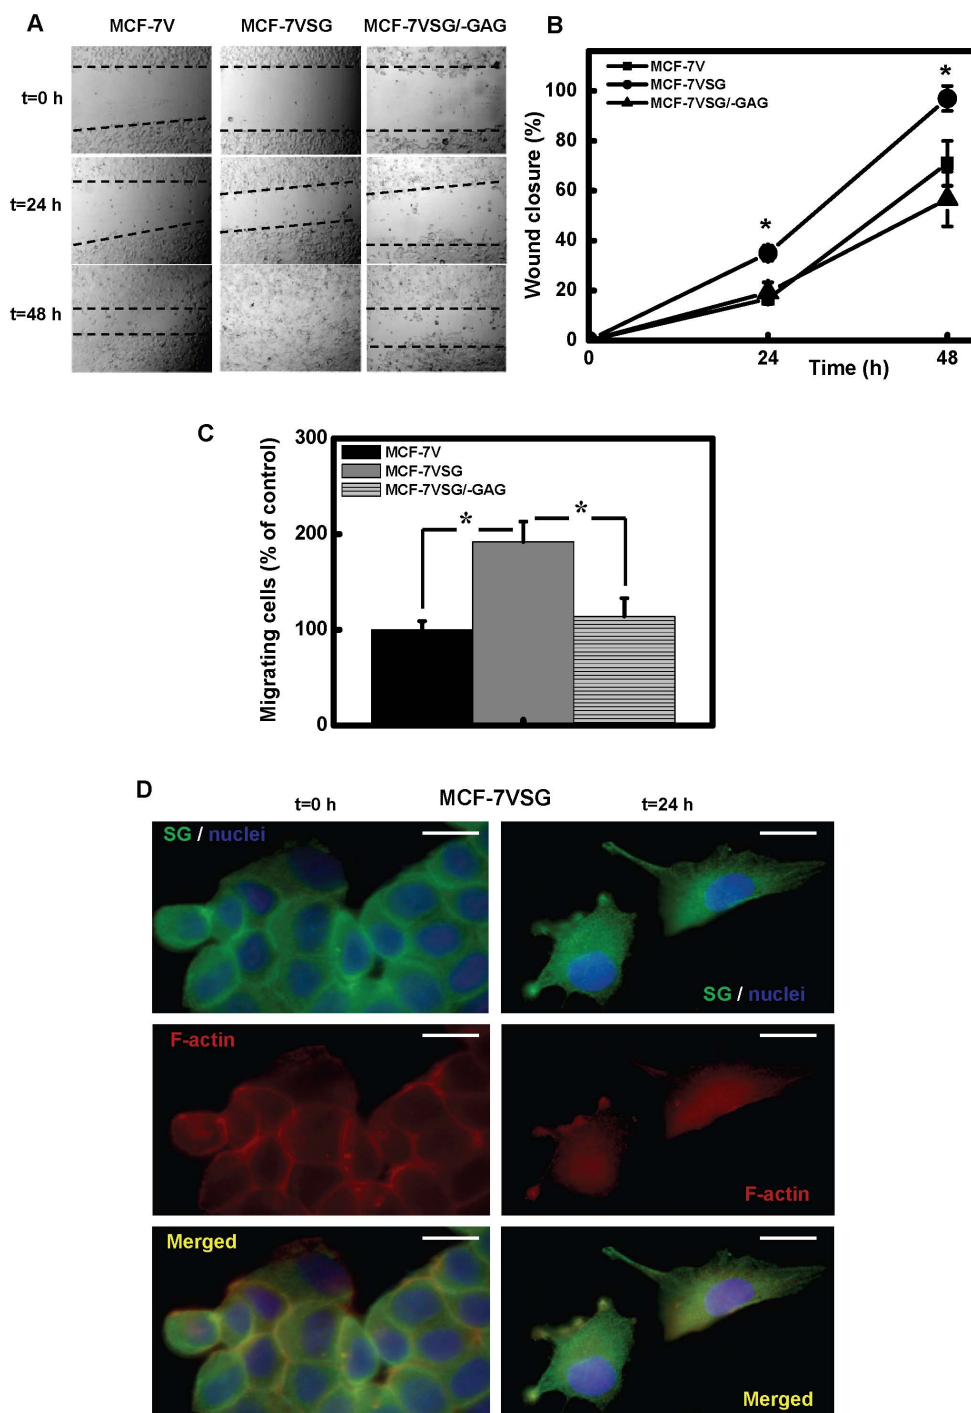 A
MCF-7V
MCF-7VSG
MCF-7VSG/-GAG
t=0 h
t=24 h
t=48 h
B
MCF-7V
MCF-7VSG
MCF-7VSG/-GAG
*
*
Wound closure (%)
100
80
60
40
20
0
0
24
48
Time (h)
C
MCF-7V
MCF-7VSG
MCF-7VSG/-GAG
*
*
Migrating cells (% of control)
300
200
100
0
D
MCF-7VSG
t=0 h
t=24 h
SG / nuclei
SG / nuclei
F-actin
F-actin
Merged
Merged